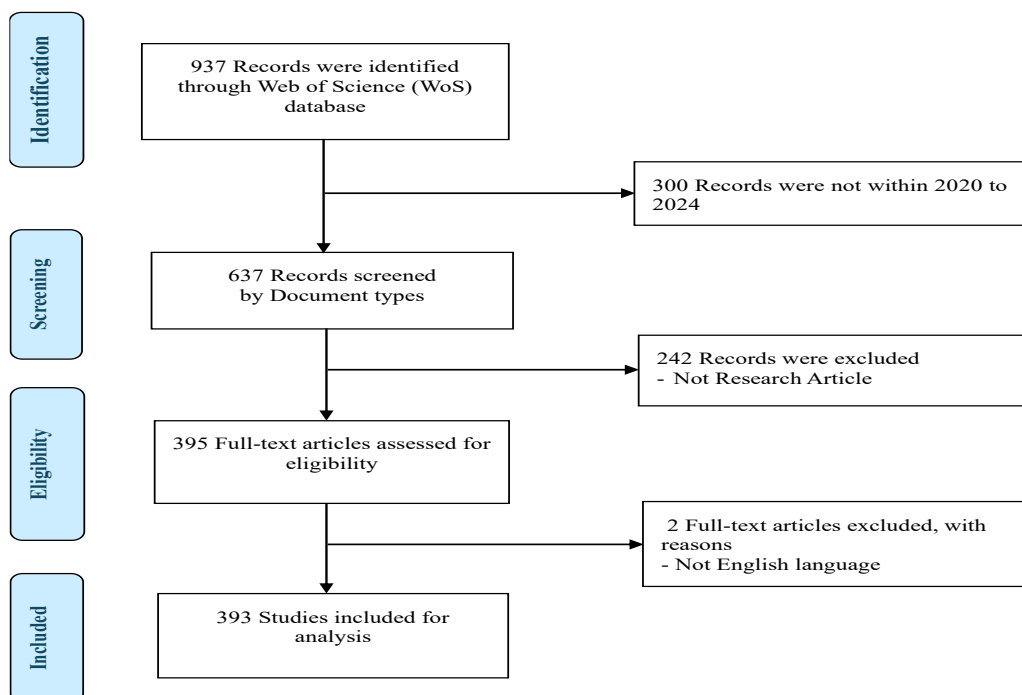 Identification
937 Records were identified
through Web of Science (WoS)
database
300 Records were not within 2020 to
2024
Screening
637 Records screened
by Document types
242 Records were excluded
- Not Research Article
Eligibility
395 Full-text articles assessed for
eligibility
2 Full-text articles excluded, with
reasons
- Not English language
Included
393 Studies included for
analysis